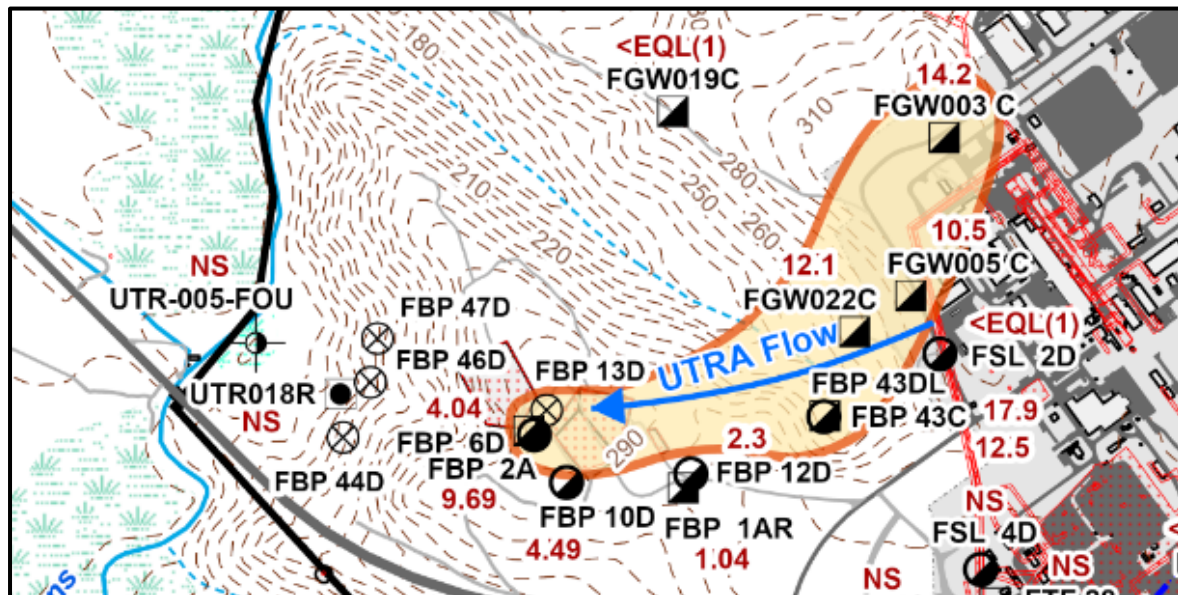 180
<EQL(1)
FGW019C
310
14.2
FGW003 C
210
280
250
260
220
10.5
NS
UTR-005-FOU
12.1
FGW005 C
FGW022C
FBP 47D
<EQL(1)
FSL 2D
UTRA Flow
FBP 46D
FBP 13D
UTR018R
NS
4.04
FBP 43DL
FBP 43C
17.9
12.5
FBP 6D
FBP 2A
9.69
290
2.3
FBP 12D
FBP 44D
FBP 10D
4.49
FBP 1AR
1.04
NS
FSL 4D
NS
NS